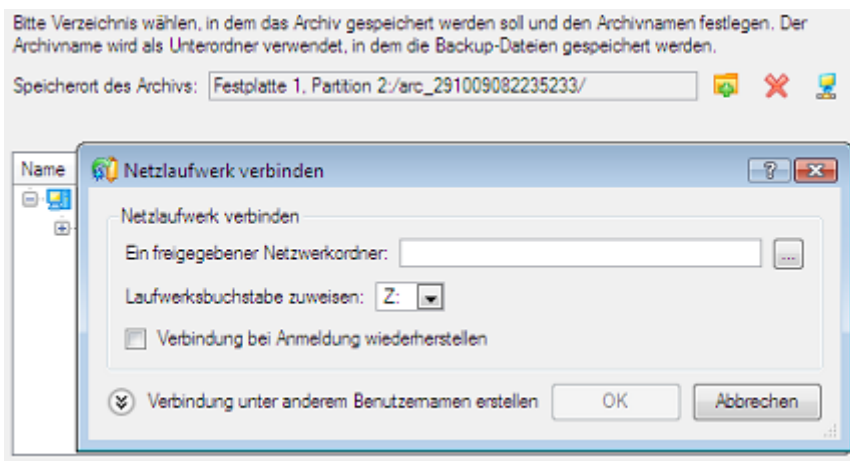 Bitte Verzeichnis wählen, in dem das Archiv gespeichert werden soll und den Archivnamen festlegen. Der
Archivname wird als Unterordner verwendet, in dem die Backup-Dateien gespeichert werden.
Speicherort des Archivs: Festplatte 1, Partition 2:/arc_291009082235233/
Name
Netzlaufwerk verbinden
Netzlaufwerk verbinden
Ein freigegebener Netzwerkordner: ...
Laufwerksbuchstabe zuweisen: Z:
Verbindung bei Anmeldung wiederherstellen
Verbindung unter anderem Benutzernamen erstellen OK Abbrechen